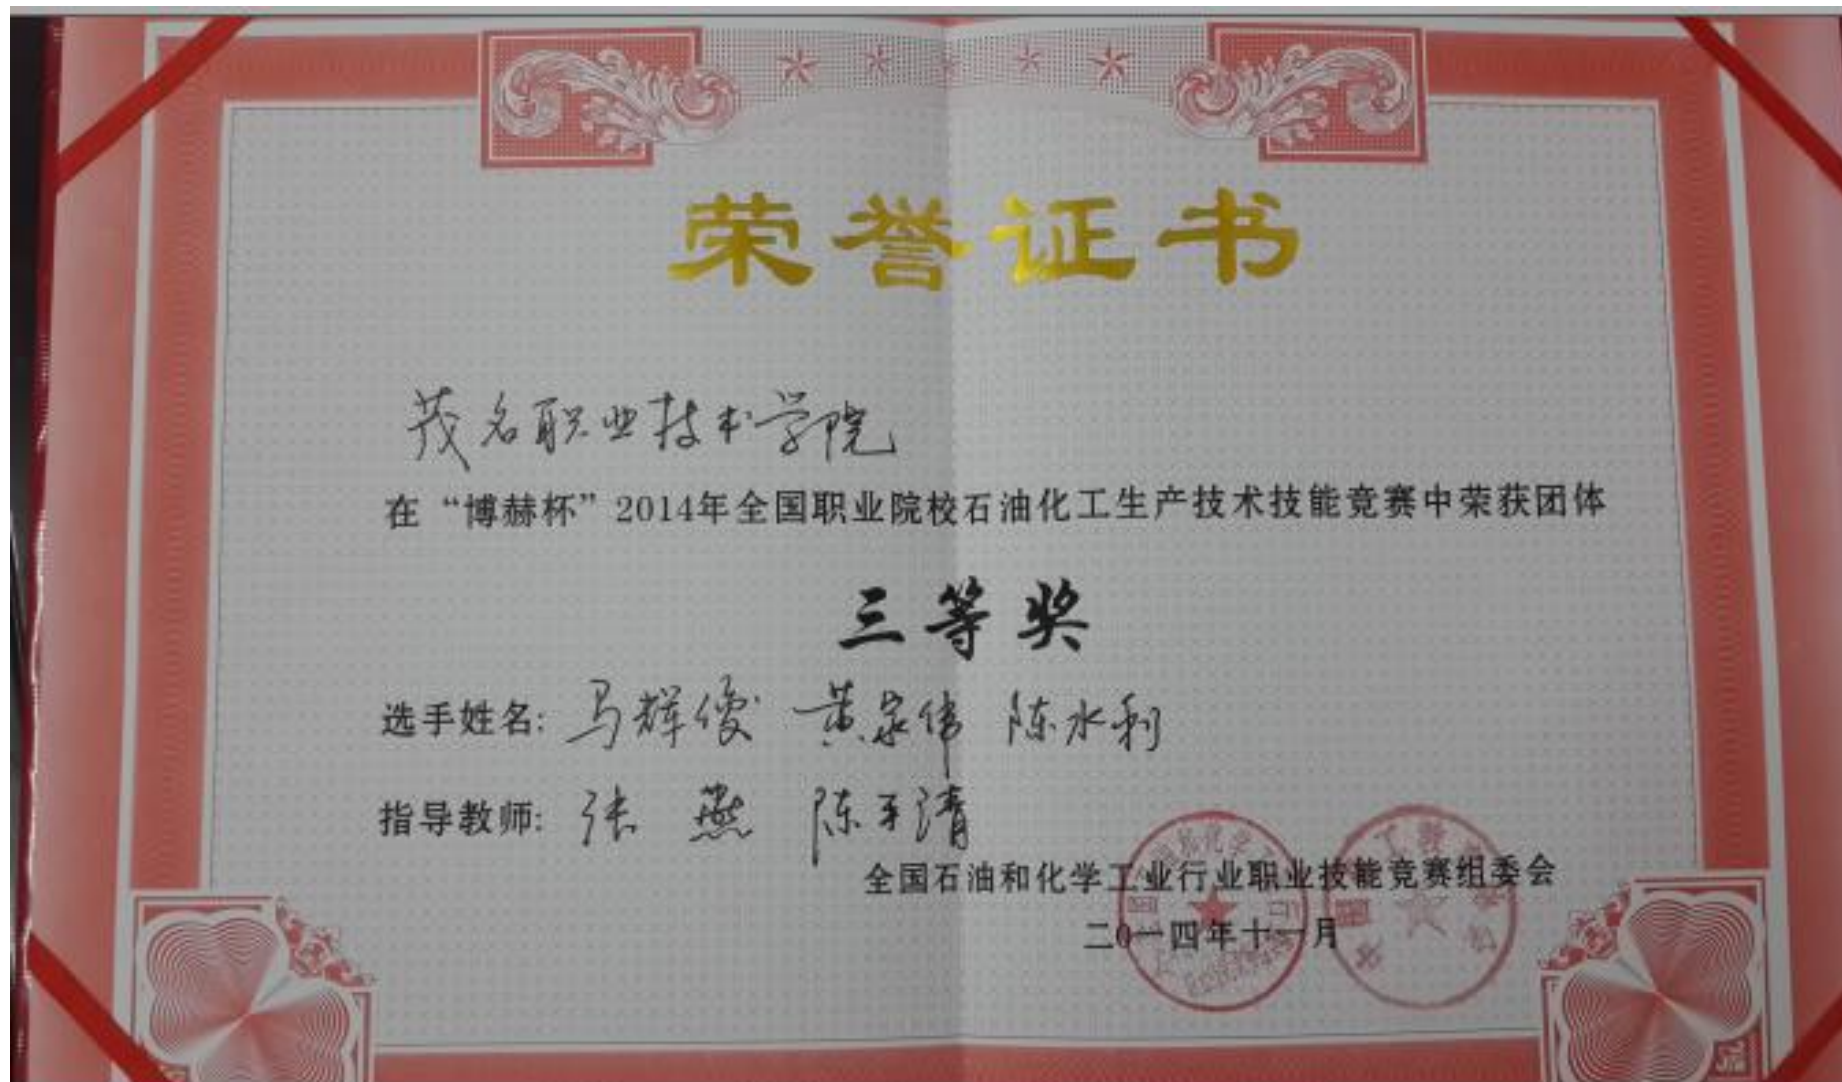 荣誉证书
茂名职业技术学院
在“博赫杯”2014年全国职业院校石油化工生产技术技能竞赛中荣获团体
三等奖
选手姓名: 马辉俊 黄家伟 陈水利
指导教师: 张燕 陈平清
全国石油和化学工业行业职业技能竞赛组委会
二0一四年十一月